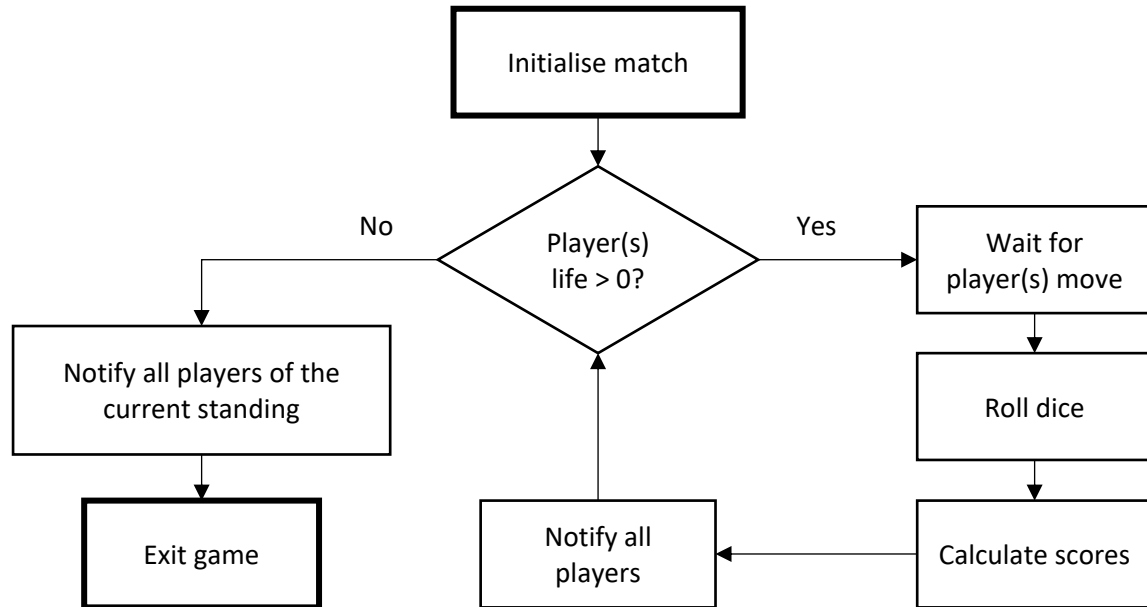 Initialise match
No
Player(s)
life > 0?
Yes
Wait for
player(s) move
Notify all players of the
current standing
Roll dice
Exit game
Notify all
players
Calculate scores